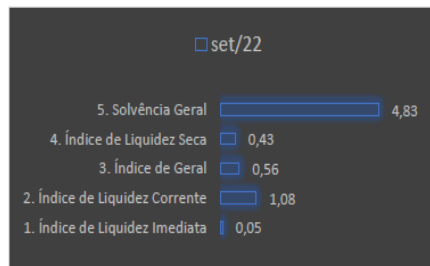 set/22
5. Solvência Geral 4,83
4. Índice de Liquidez Seca 0,43
3. Índice de Geral 0,56
2. Índice de Liquidez Corrente 1,08
1. Índice de Liquidez Imediata 0,05